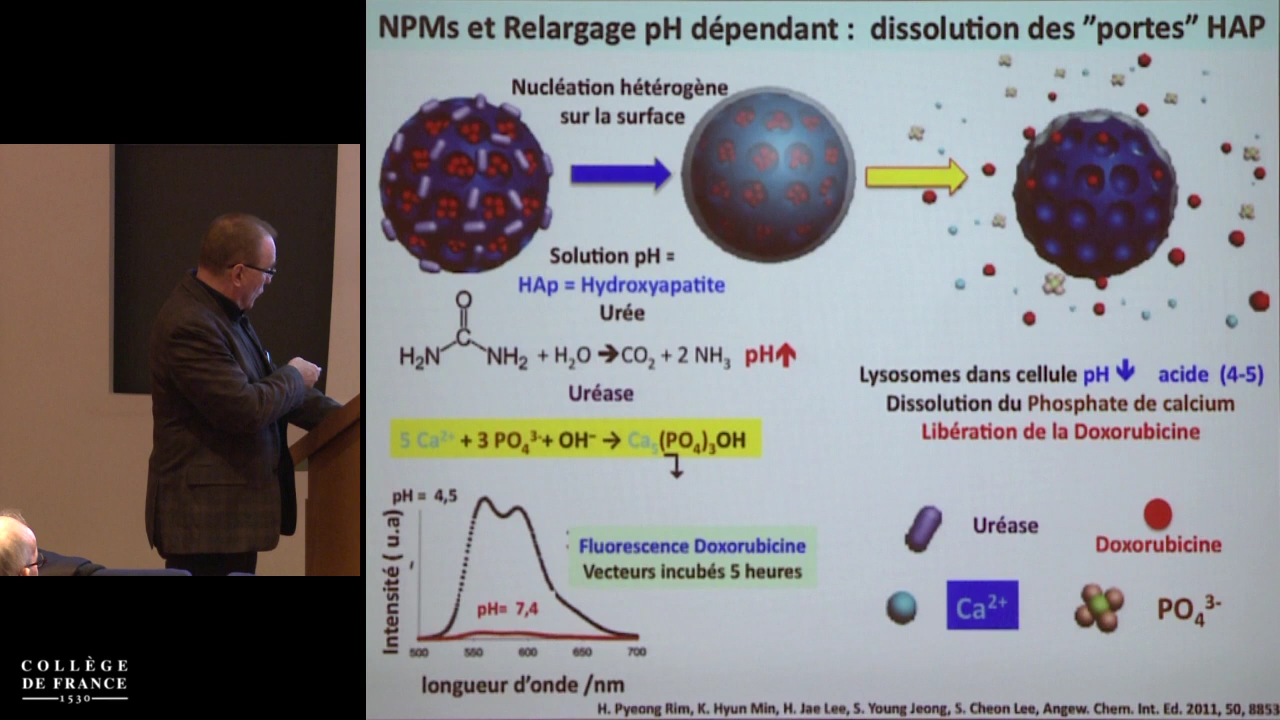 NPMs et Relargage pH dépendant : dissolution des "portes" HAP
Nucléation hétérogène
sur la surface
Solution pH =
HAp = Hydroxyapatite
Urée
O
H₂N C NH₂ + H₂O → CO₂ + 2 NH₃ pH↑
Uréase
5 Ca²⁺ + 3 PO₄³⁻ + OH⁻ → Ca₅(PO₄)₃OH
pH = 4,5
Intensité ( u.a)
Fluorescence Doxorubicine
Vecteurs incubés 5 heures
pH= 7,4
500 550 600 650 700
longueur d'onde /nm
Lysosomes dans cellule pH ↓ acide (4-5)
Dissolution du Phosphate de calcium
Libération de la Doxorubicine
Uréase
Doxorubicine
Ca²⁺
PO₄³⁻
H. Pyeong Rim, K. Hyun Min, H. Jae Lee, S. Young Jeong, S. Cheon Lee, Angew. Chem. Int. Ed. 2011, 50, 8853
COLLÈGE
DE FRANCE
1530